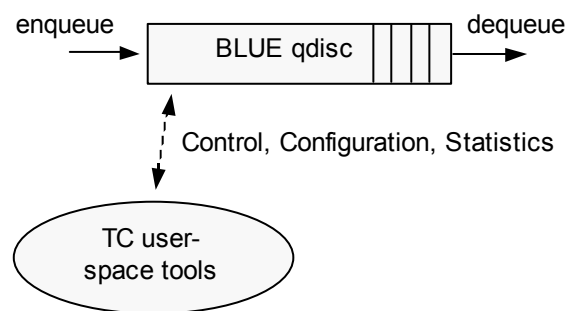 enqueue
dequeue
BLUE qdisc
Control, Configuration, Statistics
TC user-
space tools